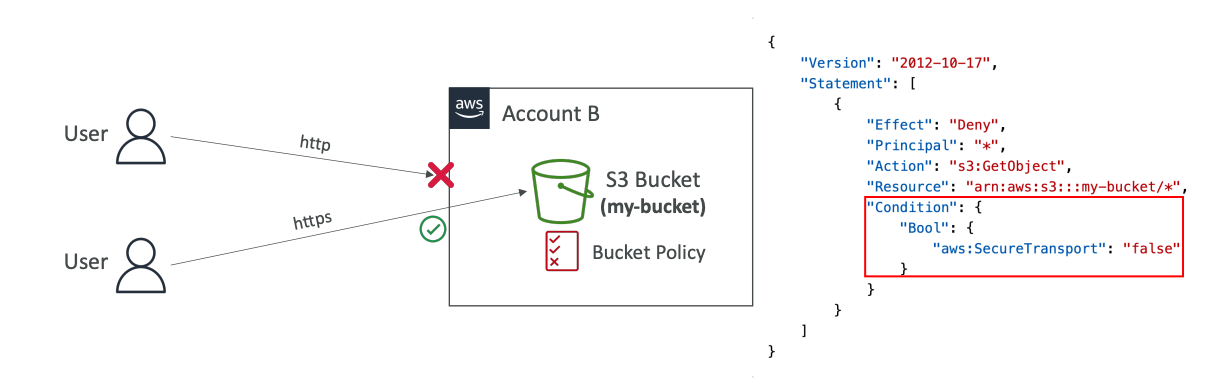 User
http
https
User
aws
Account B
S3 Bucket
(my-bucket)
Bucket Policy
{
    "Version": "2012-10-17",
    "Statement": [
        {
            "Effect": "Deny",
            "Principal": "*",
            "Action": "s3:GetObject",
            "Resource": "arn:aws:s3:::my-bucket/*",
            "Condition": {
                "Bool": {
                    "aws:SecureTransport": "false"
                }
            }
        }
    ]
}